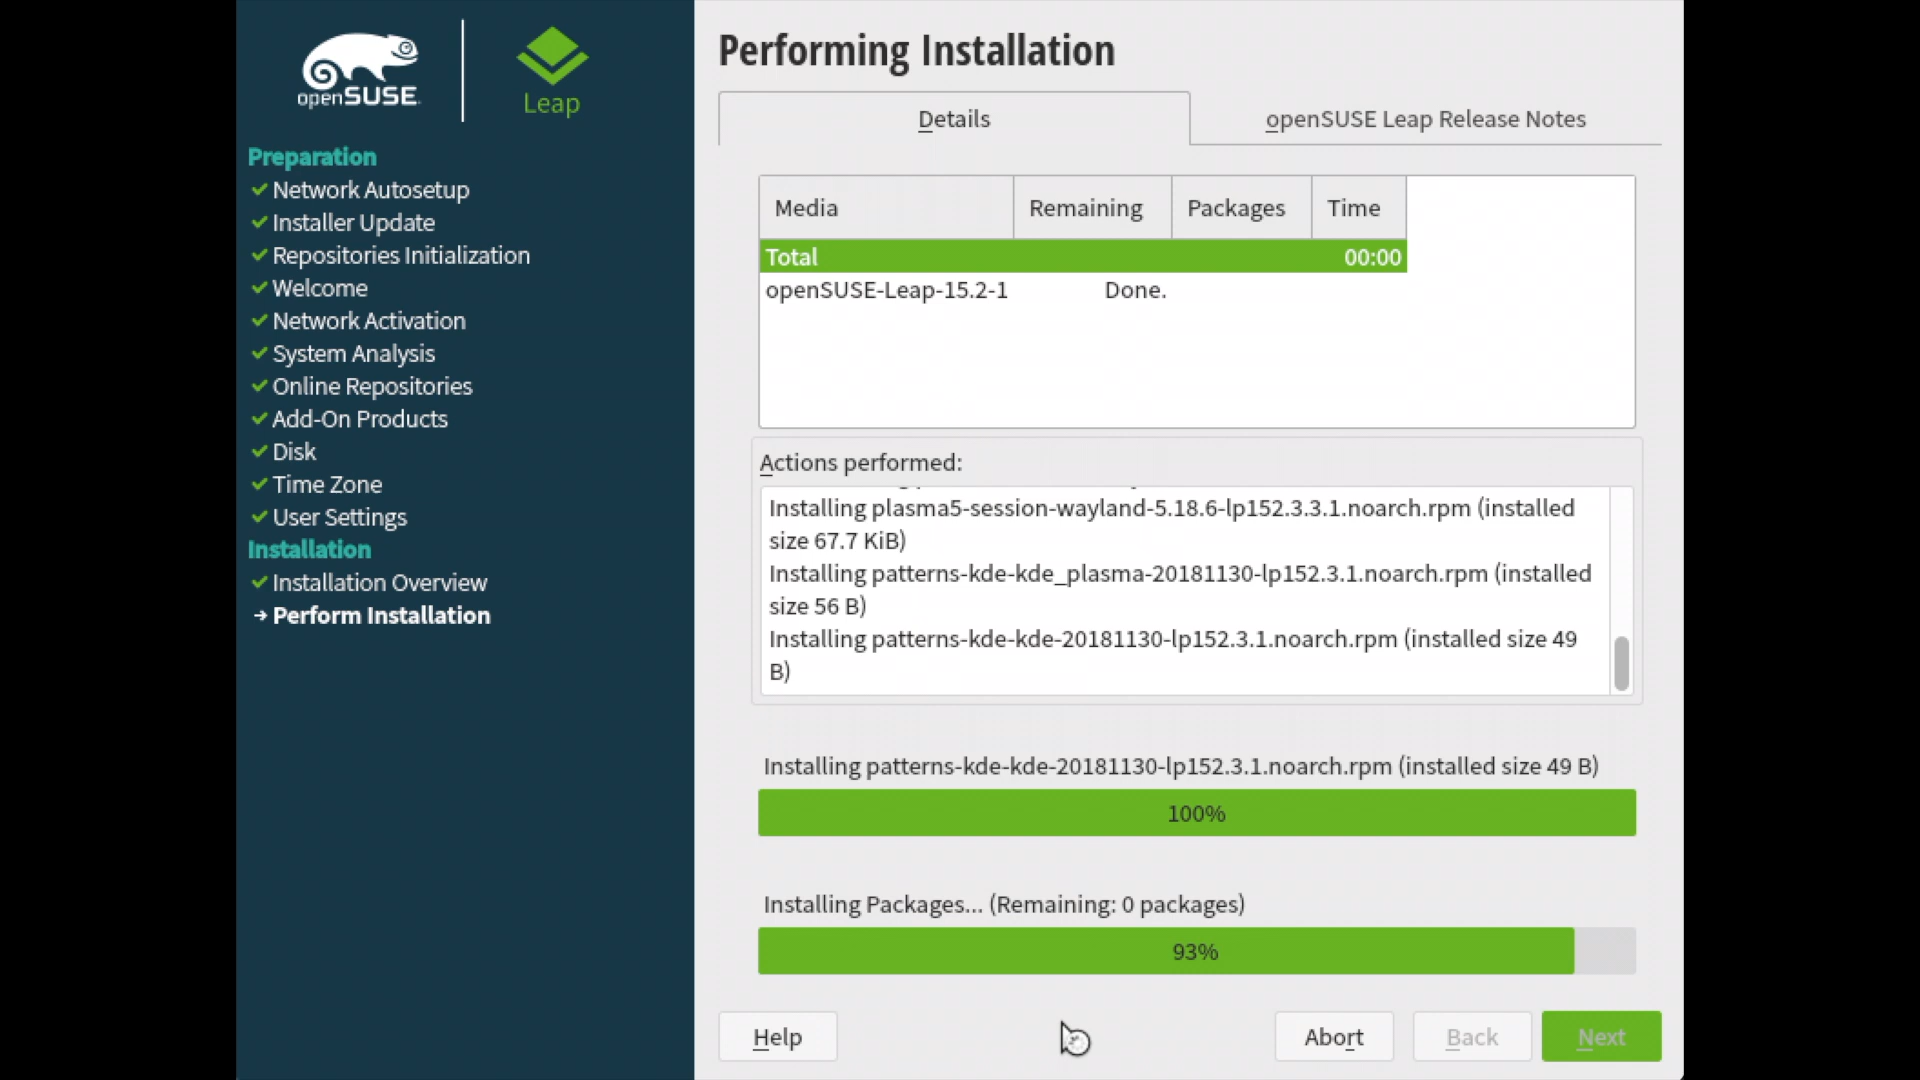 openSUSE
Leap
Preparation
Network Autosetup
Installer Update
Repositories Initialization
Welcome
Network Activation
System Analysis
Online Repositories
Add-On Products
Disk
Time Zone
User Settings
Installation
Installation Overview
Perform Installation
Performing Installation
Details
openSUSE Leap Release Notes
Media Remaining Packages Time
Total 00:00
openSUSE-Leap-15.2-1 Done.
Actions performed:
Installing plasma5-session-wayland-5.18.6-lp152.3.3.1.noarch.rpm (installed
size 67.7 KiB)
Installing patterns-kde-kde_plasma-20181130-lp152.3.1.noarch.rpm (installed
size 56 B)
Installing patterns-kde-kde-20181130-lp152.3.1.noarch.rpm (installed size 49
B)
Installing patterns-kde-kde-20181130-lp152.3.1.noarch.rpm (installed size 49 B)
100%
Installing Packages... (Remaining: 0 packages)
93%
Help
Abort
Back
Next